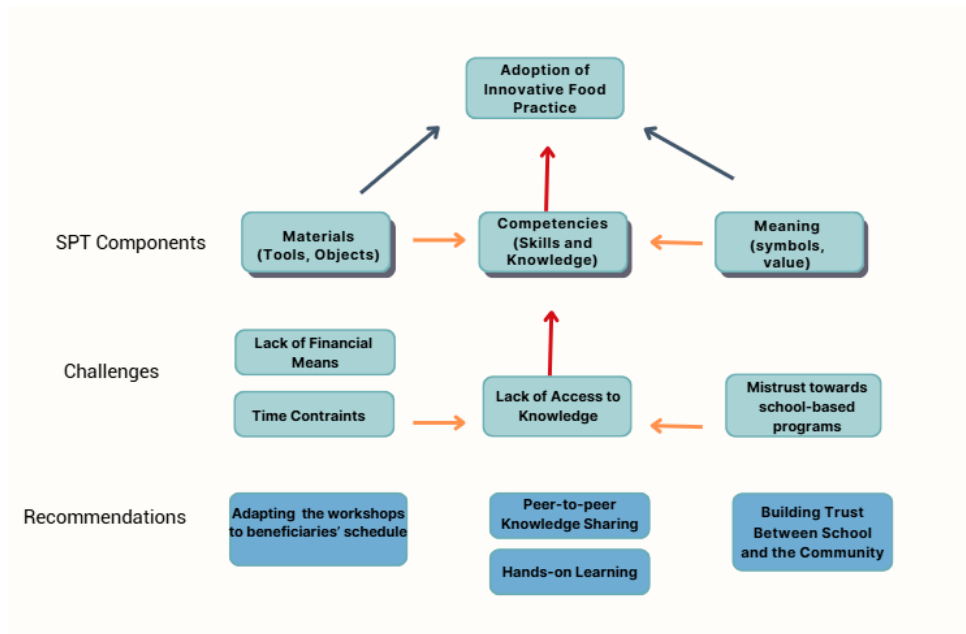 Adoption of
Innovative Food
Practice
SPT Components
Materials
(Tools, Objects)
Competencies
(Skills and
Knowledge)
Meaning
(symbols,
value)
Challenges
Lack of Financial
Means
Time Contraints
Lack of Access to
Knowledge
Mistrust towards
school-based
programs
Recommendations
Adapting the workshops
to beneficiaries' schedule
Peer-to-peer
Knowledge Sharing
Hands-on Learning
Building Trust
Between School
and the Community